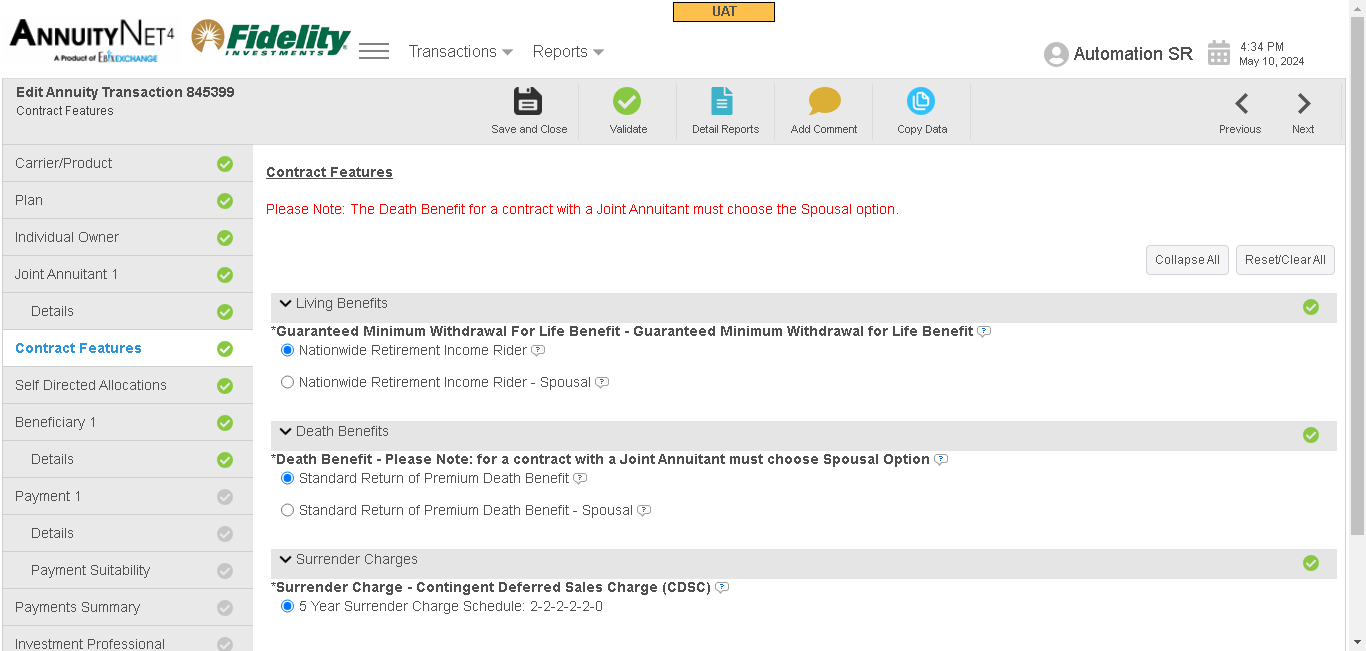 UAT
ANNUITYNET4
A Product of EBIXEXCHANGE
Fidelity
INVESTMENTS
Transactions
Reports
Automation SR
4:34 PM
May 10, 2024
Edit Annuity Transaction 845399
Contract Features
Save and Close
Validate
Detail Reports
Add Comment
Copy Data
Previous
Next
Carrier/Product
Plan
Individual Owner
Joint Annuitant 1
Details
Contract Features
Self Directed Allocations
Beneficiary 1
Details
Payment 1
Details
Payment Suitability
Payments Summary
Investment Professional
Contract Features
Please Note: The Death Benefit for a contract with a Joint Annuitant must choose the Spousal option.
Collapse All
Reset/Clear All
Living Benefits
*Guaranteed Minimum Withdrawal For Life Benefit - Guaranteed Minimum Withdrawal for Life Benefit
Nationwide Retirement Income Rider
Nationwide Retirement Income Rider - Spousal
Death Benefits
*Death Benefit - Please Note: for a contract with a Joint Annuitant must choose Spousal Option
Standard Return of Premium Death Benefit
Standard Return of Premium Death Benefit - Spousal
Surrender Charges
*Surrender Charge - Contingent Deferred Sales Charge (CDSC)
5 Year Surrender Charge Schedule: 2-2-2-2-2-0